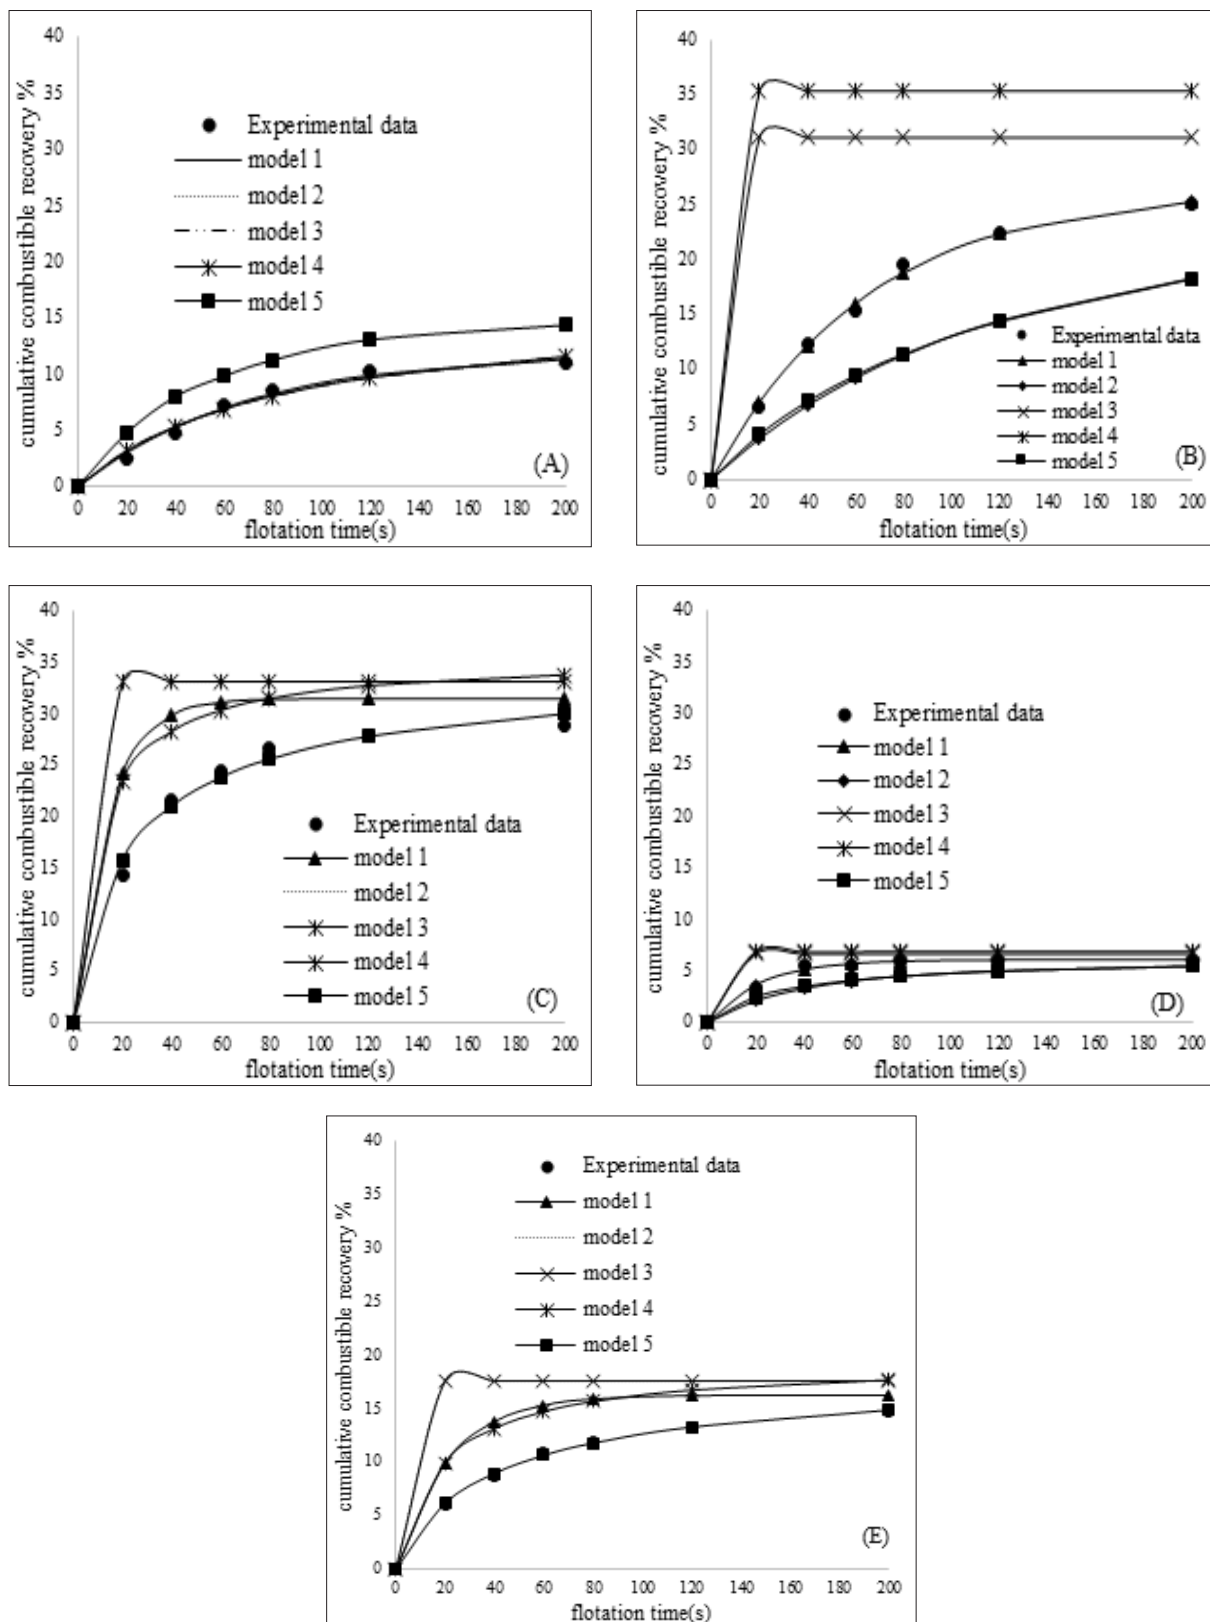 cumulative combustible recovery %
40
35
30
25
20
15
10
5
0
Experimental data
model 1
model 2
model 3
model 4
model 5
(A)
0 20 40 60 80 100 120 140 160 180 200
flotation time(s)
cumulative combustible recovery %
40
35
30
25
20
15
10
5
0
Experimental data
model 1
model 2
model 3
model 4
model 5
(B)
0 20 40 60 80 100 120 140 160 180 200
flotation time(s)
cumulative combustible recovery %
40
35
30
25
20
15
10
5
0
Experimental data
model 1
model 2
model 3
model 4
model 5
(C)
0 20 40 60 80 100 120 140 160 180 200
flotation time(s)
cumulative combustible recovery %
40
35
30
25
20
15
10
5
0
Experimental data
model 1
model 2
model 3
model 4
model 5
(D)
0 20 40 60 80 100 120 140 160 180 200
flotation time(s)
cumulative combustible recovery %
40
35
30
25
20
15
10
5
0
Experimental data
model 1
model 2
model 3
model 4
model 5
(E)
0 20 40 60 80 100 120 140 160 180 200
flotation time(s)